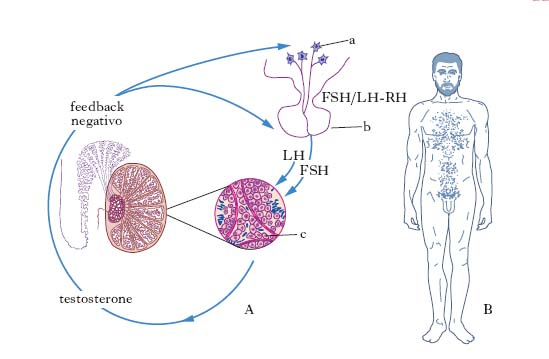 a
FSH/LH-RH
feedback
negativo
b
LH
FSH
c
testosterone
A
B